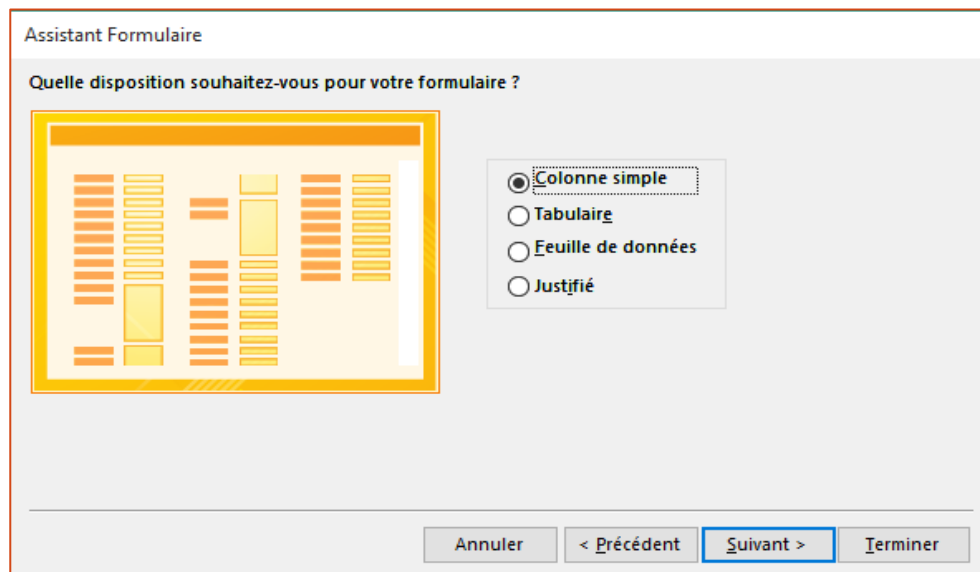 Assistant Formulaire
Quelle disposition souhaitez-vous pour votre formulaire ?
Colonne simple
Tabulaire
Feuille de données
Justifié
Annuler
< Précédent
Suivant >
Terminer